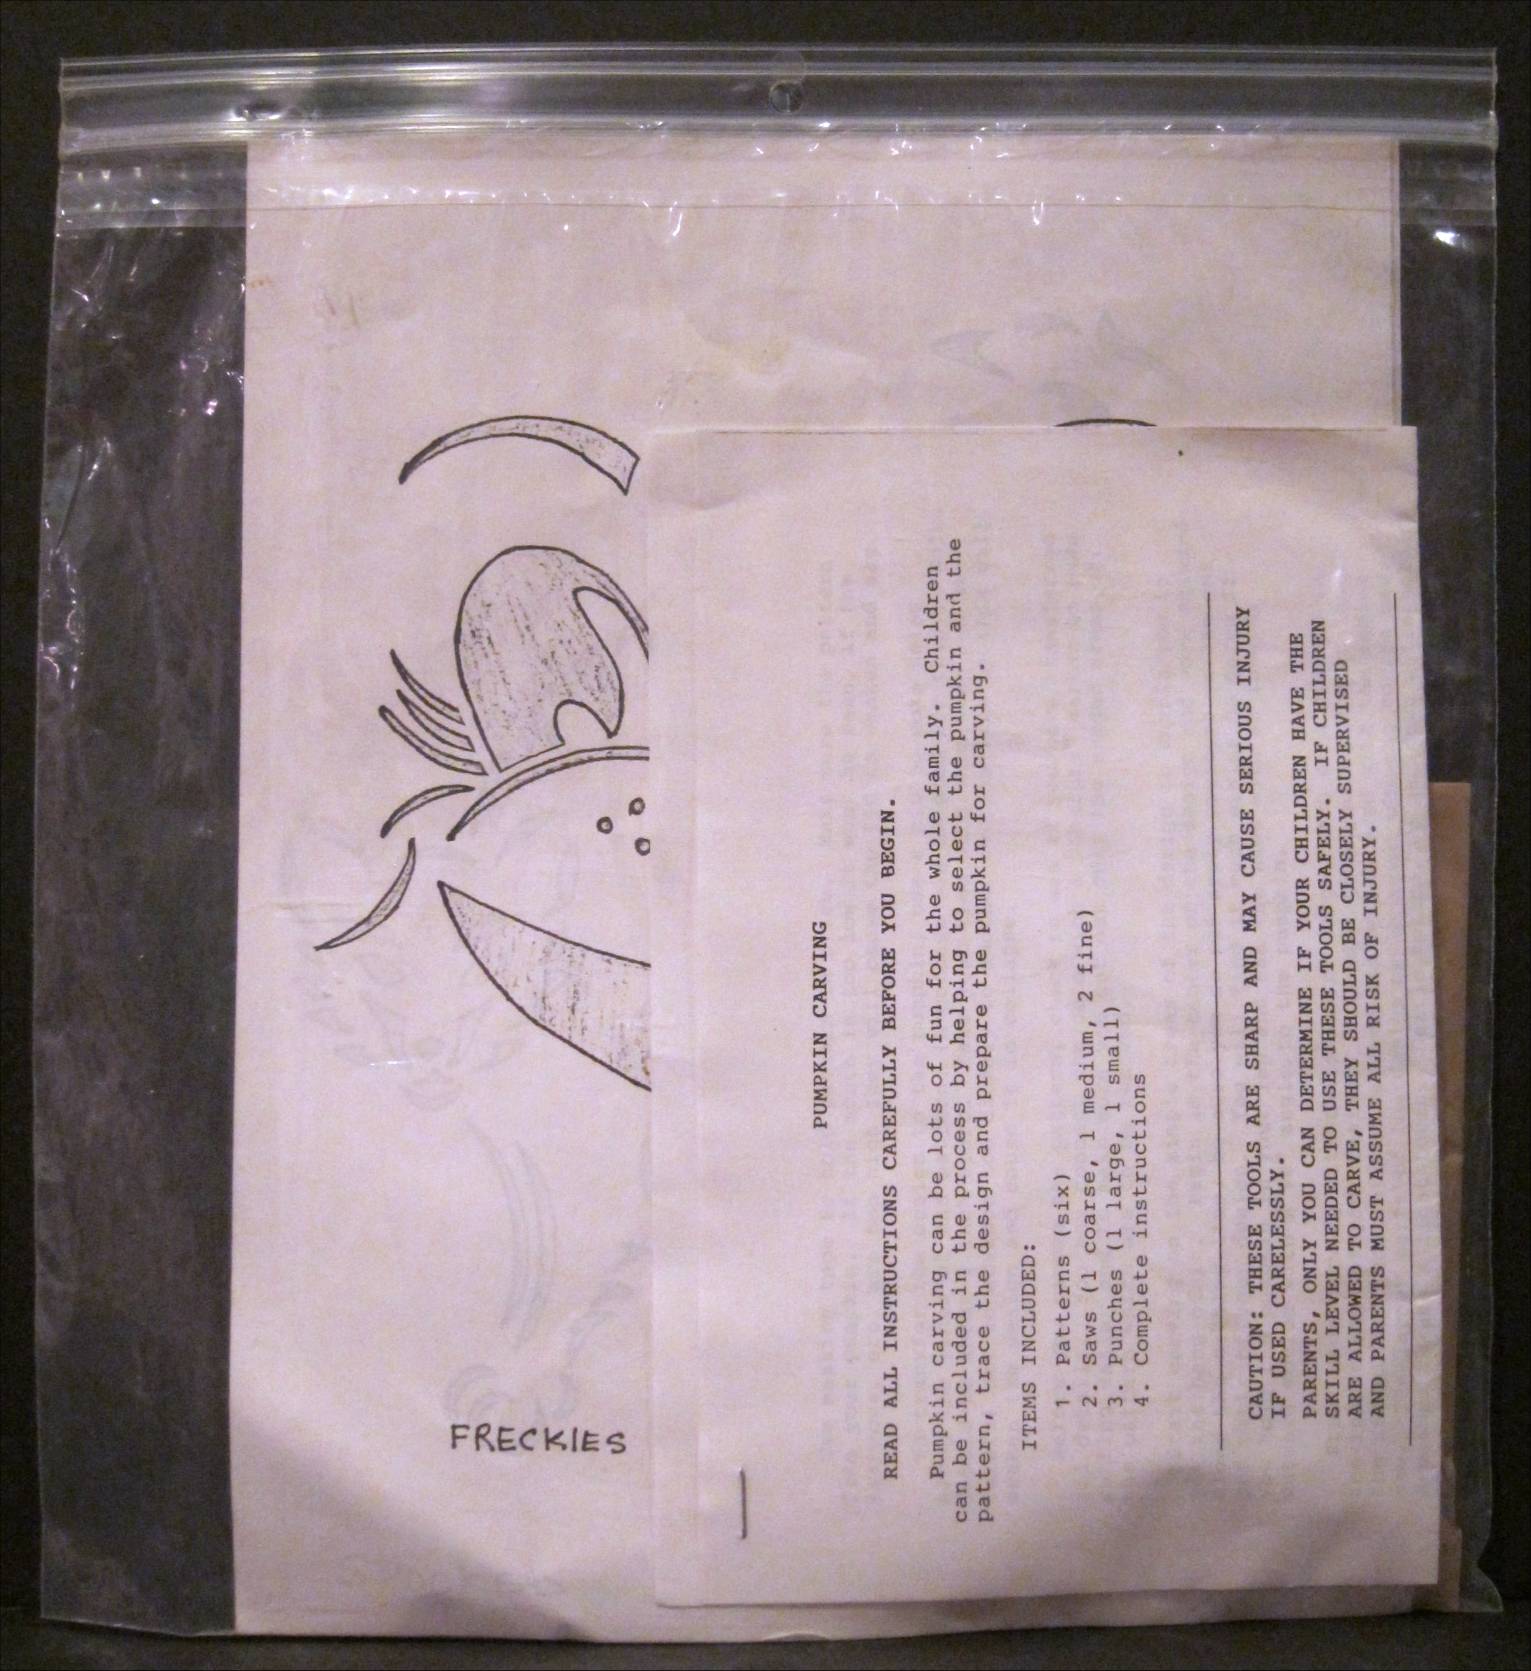 FRECKIES
PUMPKIN CARVING
READ ALL INSTRUCTIONS CAREFULLY BEFORE YOU BEGIN.
Pumpkin carving can be lots of fun for the whole family. Children
can be included in the process by helping to select the pumpkin and the
pattern, trace the design and prepare the pumpkin for carving.
ITEMS INCLUDED:
1. Patterns (six)
2. Saws (1 coarse, 1 medium, 2 fine)
3. Punches (1 large, 1 small)
4. Complete instructions
CAUTION: THESE TOOLS ARE SHARP AND MAY CAUSE SERIOUS INJURY
IF USED CARELESSLY.
PARENTS, ONLY YOU CAN DETERMINE IF YOUR CHILDREN HAVE THE
SKILL LEVEL NEEDED TO USE THESE TOOLS SAFELY. IF CHILDREN
ARE ALLOWED TO CARVE, THEY SHOULD BE CLOSELY SUPERVISED
AND PARENTS MUST ASSUME ALL RISK OF INJURY.